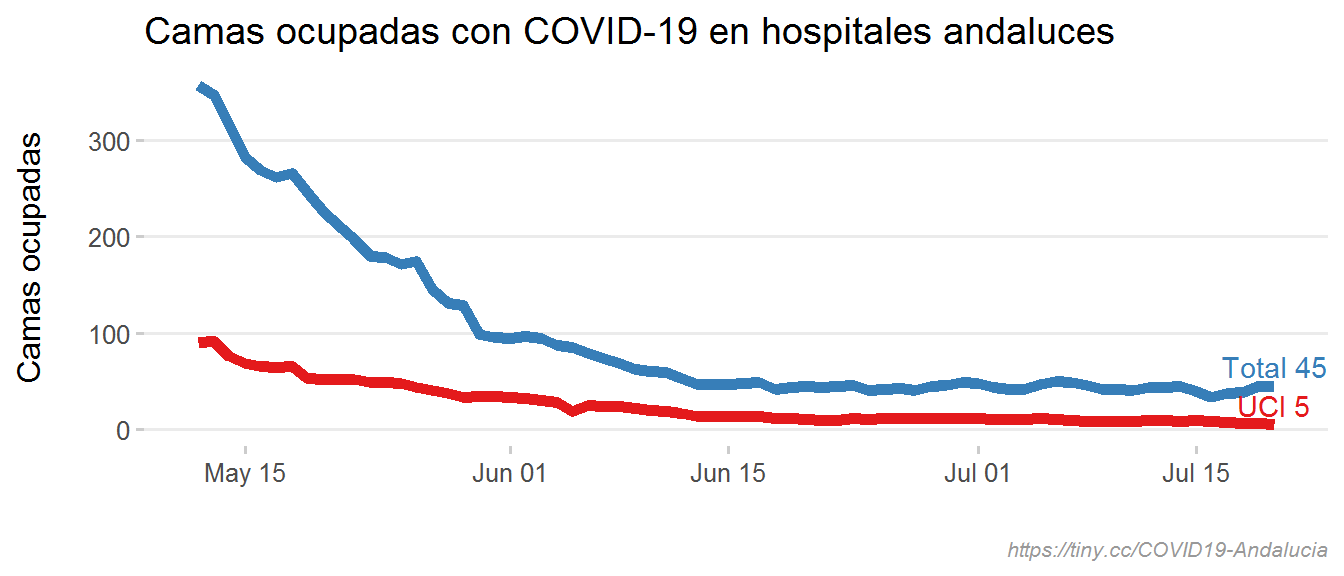 Camas ocupadas con COVID-19 en hospitales andaluces
Camas ocupadas
300
200
100
0
Total 45
UCI 5
May 15
Jun 01
Jun 15
Jul 01
Jul 15
https://tiny.cc/COVID19-Andalucia